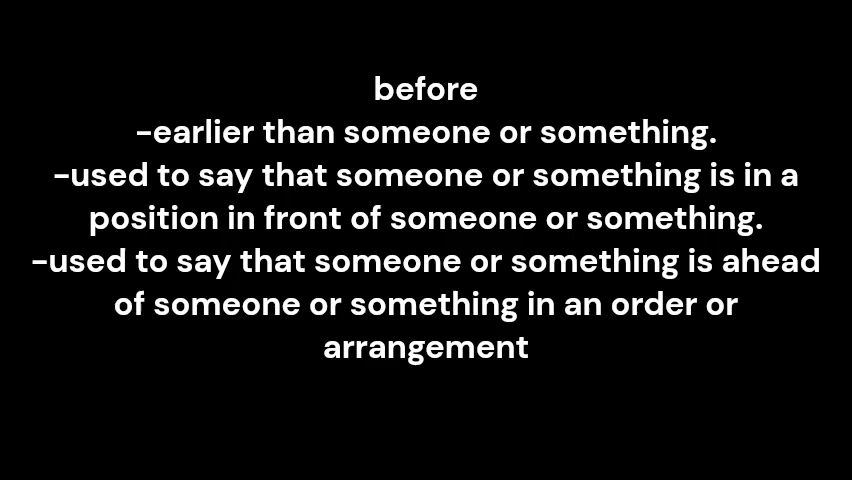 before
-earlier than someone or something.
-used to say that someone or something is in a
position in front of someone or something.
-used to say that someone or something is ahead
of someone or something in an order or
arrangement